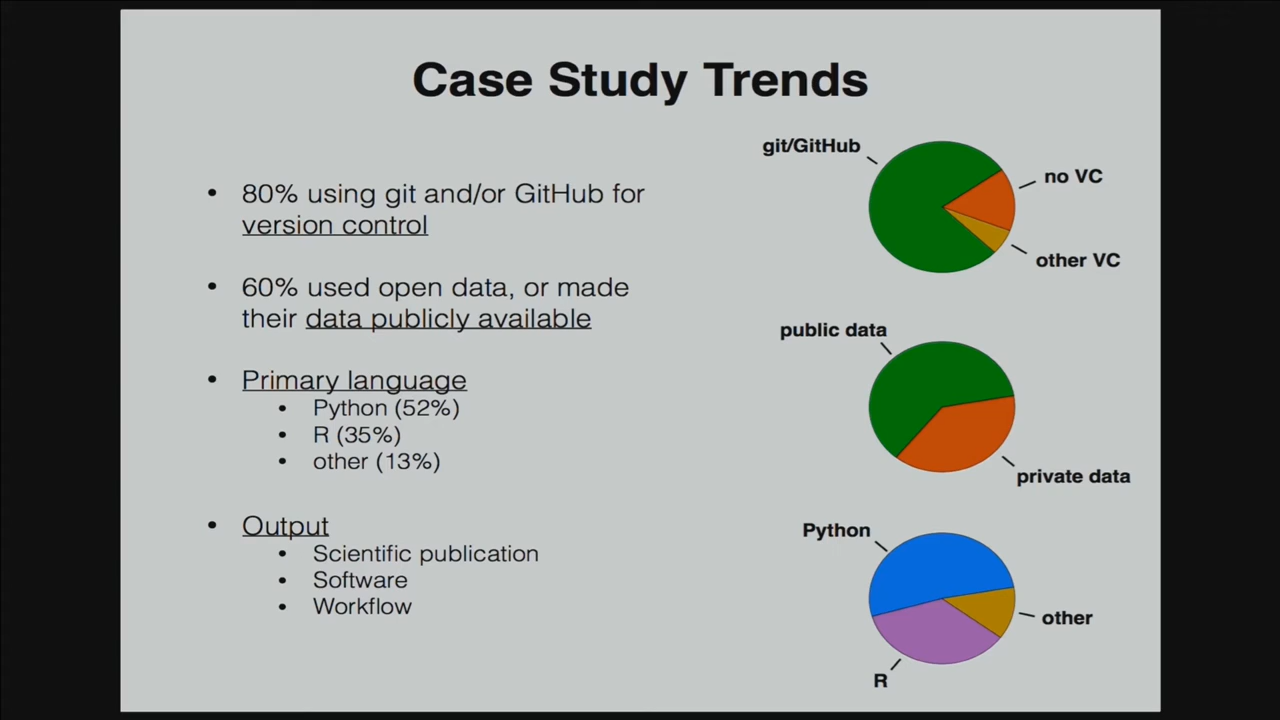 Case Study Trends
• 80% using git and/or GitHub for
version control
• 60% used open data, or made
their data publicly available
• Primary language
• Python (52%)
• R (35%)
• other (13%)
• Output
• Scientific publication
• Software
• Workflow
git/GitHub
no VC
other VC
public data
private data
Python
other
R